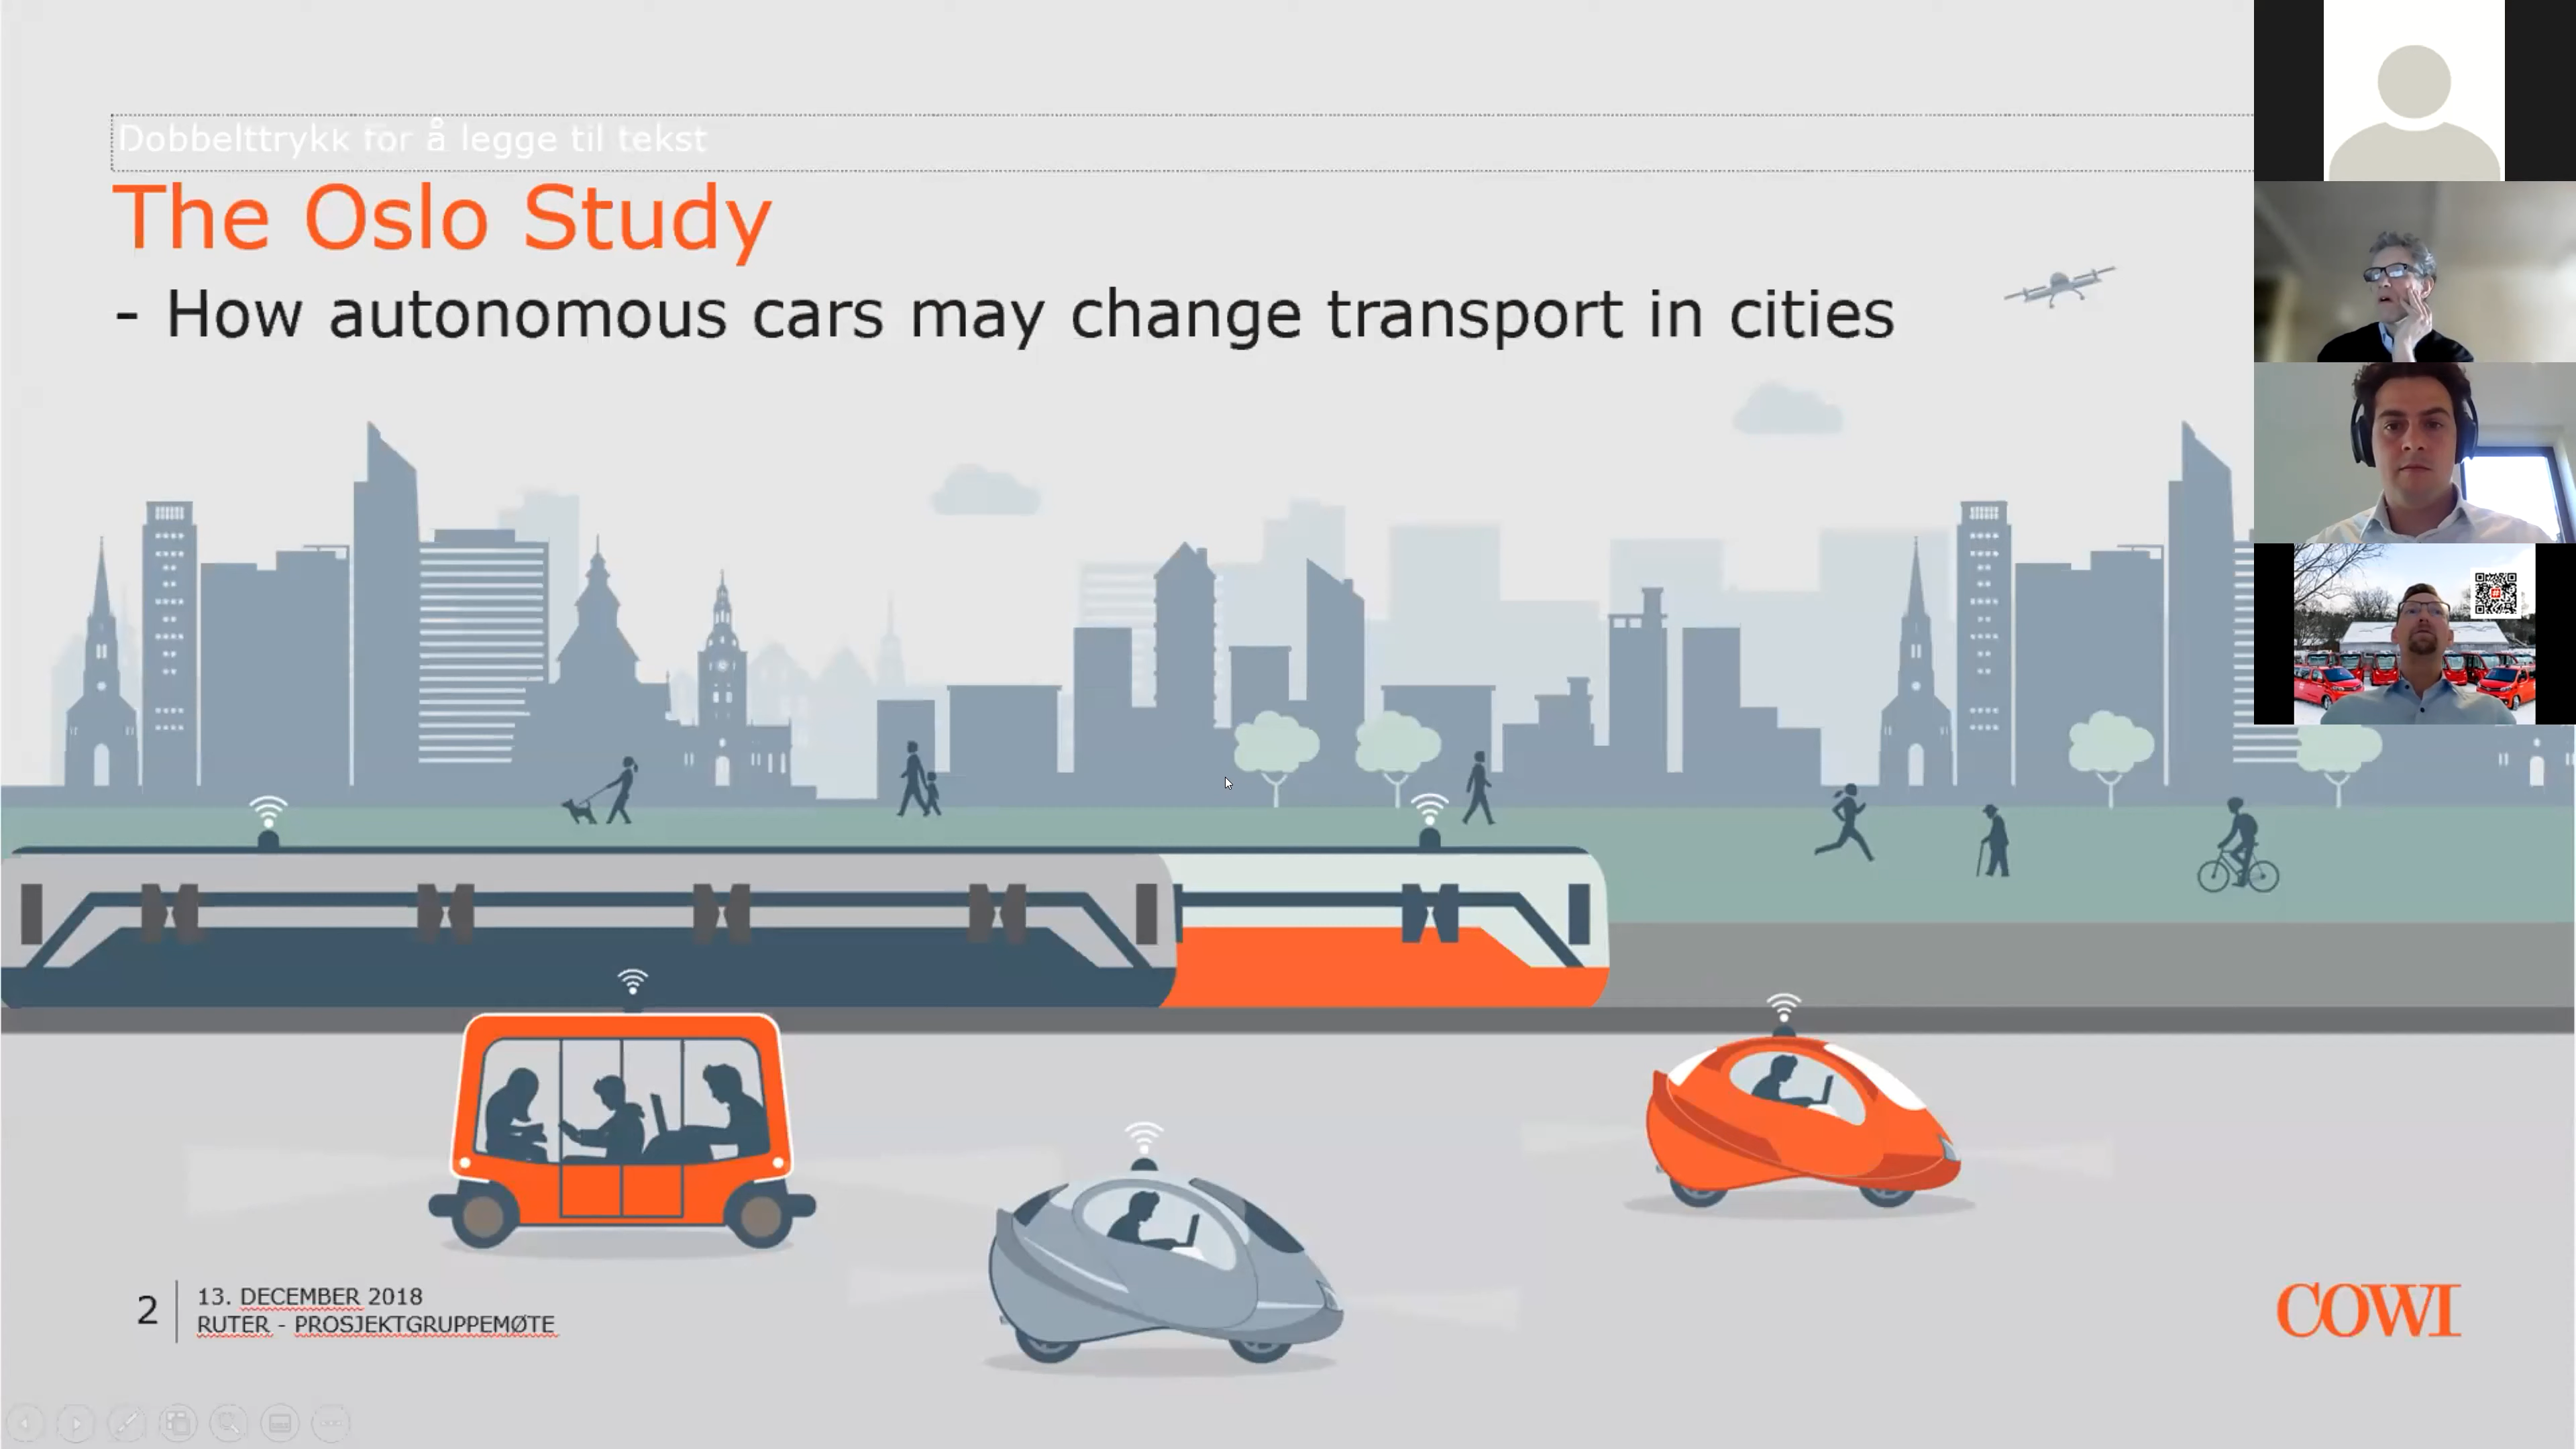 Dobbelttrykk for å legge til tekst
The Oslo Study
- How autonomous cars may change transport in cities
2
13. DECEMBER 2018
RUTER - PROSJEKTGRUPPEMØTE
COWI